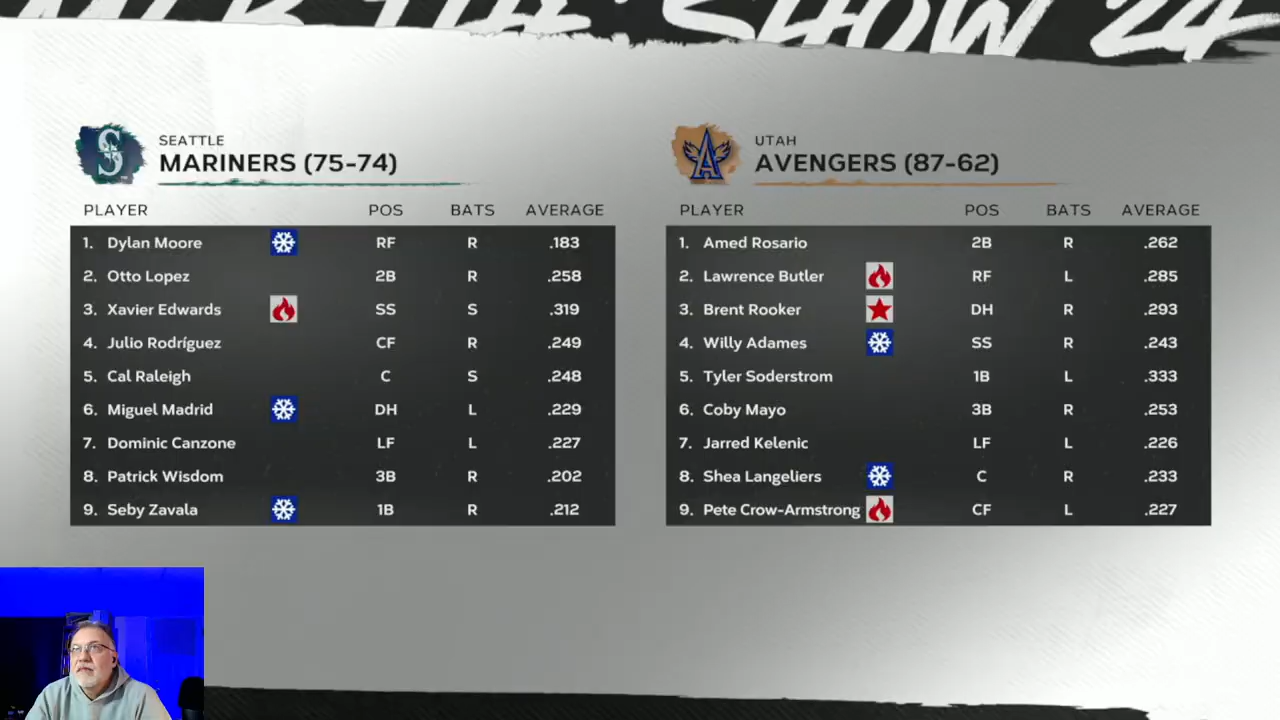 MLB THE SHOW 24
SEATTLE
MARINERS (75-74)
PLAYER POS BATS AVERAGE
1. Dylan Moore RF R .183
2. Otto Lopez 2B R .258
3. Xavier Edwards SS S .319
4. Julio Rodríguez CF R .249
5. Cal Raleigh C S .248
6. Miguel Madrid DH L .229
7. Dominic Canzone LF L .227
8. Patrick Wisdom 3B R .202
9. Seby Zavala 1B R .212
UTAH
AVENGERS (87-62)
PLAYER POS BATS AVERAGE
1. Amed Rosario 2B R .262
2. Lawrence Butler RF L .285
3. Brent Rooker DH R .293
4. Willy Adames SS R .243
5. Tyler Soderstrom 1B L .333
6. Coby Mayo 3B R .253
7. Jarred Kelenic LF L .226
8. Shea Langeliers C R .233
9. Pete Crow-Armstrong CF L .227